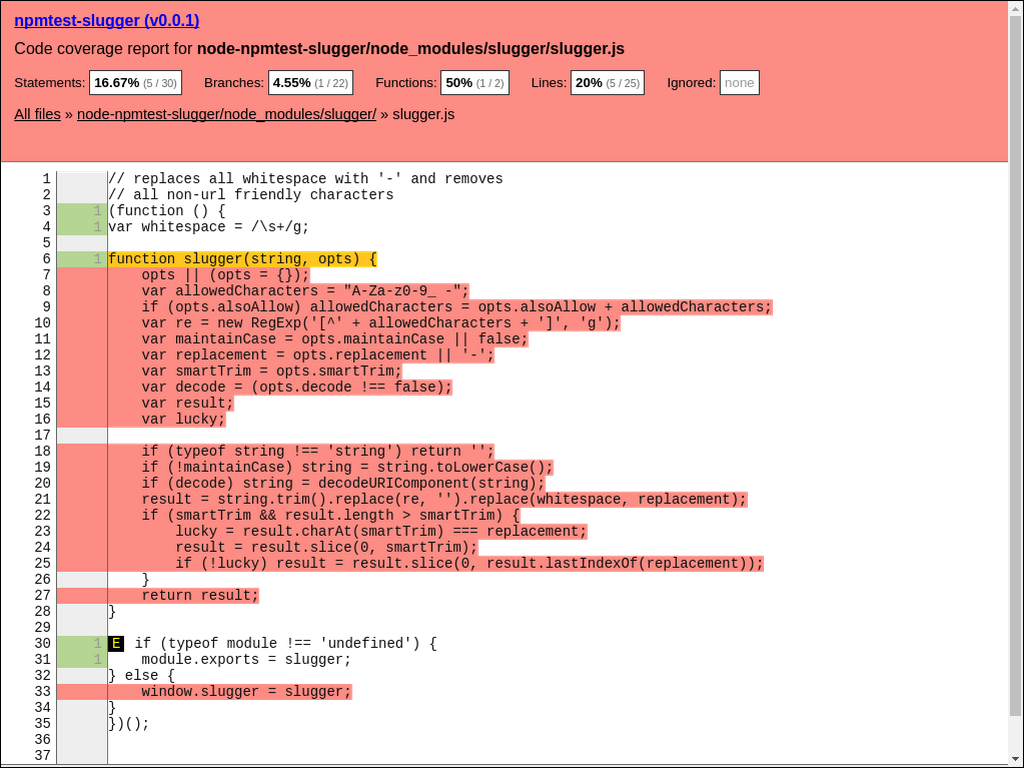 npmtest-slugger (v0.0.1)
Code coverage report for node-npmtest-slugger/node_modules/slugger/slugger.js
Statements: 16.67% (5 / 30) Branches: 4.55% (1 / 22) Functions: 50% (1 / 2) Lines: 20% (5 / 25) Ignored: none
All files » node-npmtest-slugger/node_modules/slugger/ » slugger.js
1 // replaces all whitespace with '-' and removes
2 // all non-url friendly characters
3 1 (function () {
4 1 var whitespace = /\s+/g;
5
6 1 function slugger(string, opts) {
7 opts || (opts = {});
8 var allowedCharacters = "A-Za-z0-9_ -";
9 if (opts.alsoAllow) allowedCharacters = opts.alsoAllow + allowedCharacters;
10 var re = new RegExp('[^' + allowedCharacters + ']', 'g');
11 var maintainCase = opts.maintainCase || false;
12 var replacement = opts.replacement || '-';
13 var smartTrim = opts.smartTrim;
14 var decode = (opts.decode !== false);
15 var result;
16 var lucky;
17
18 if (typeof string !== 'string') return '';
19 if (!maintainCase) string = string.toLowerCase();
20 if (decode) string = decodeURIComponent(string);
21 result = string.trim().replace(re, '').replace(whitespace, replacement);
22 if (smartTrim && result.length > smartTrim) {
23 lucky = result.charAt(smartTrim) === replacement;
24 result = result.slice(0, smartTrim);
25 if (!lucky) result = result.slice(0, result.lastIndexOf(replacement));
26 }
27 return result;
28 }
29
30 1 E if (typeof module !== 'undefined') {
31 1 module.exports = slugger;
32 } else {
33 window.slugger = slugger;
34 }
35 })();
36
37